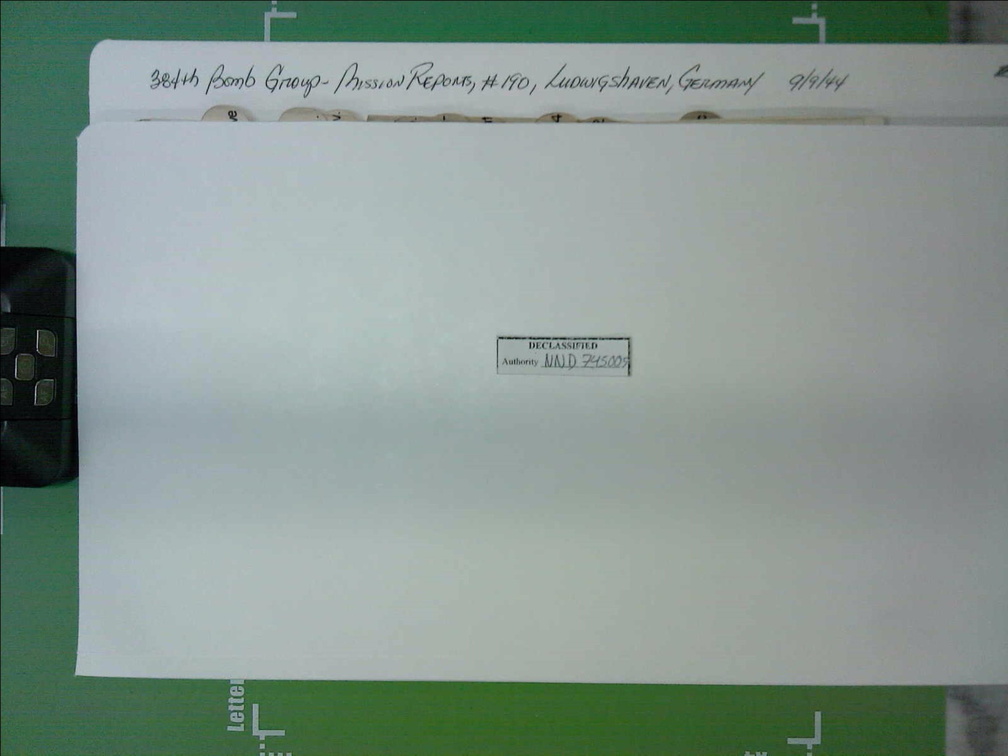 384th Bomb Group- Mission Reports, #190, Ludwigshaven, Germany 9/9/44
DECLASSIFIED
Authority NND 745005
Letter